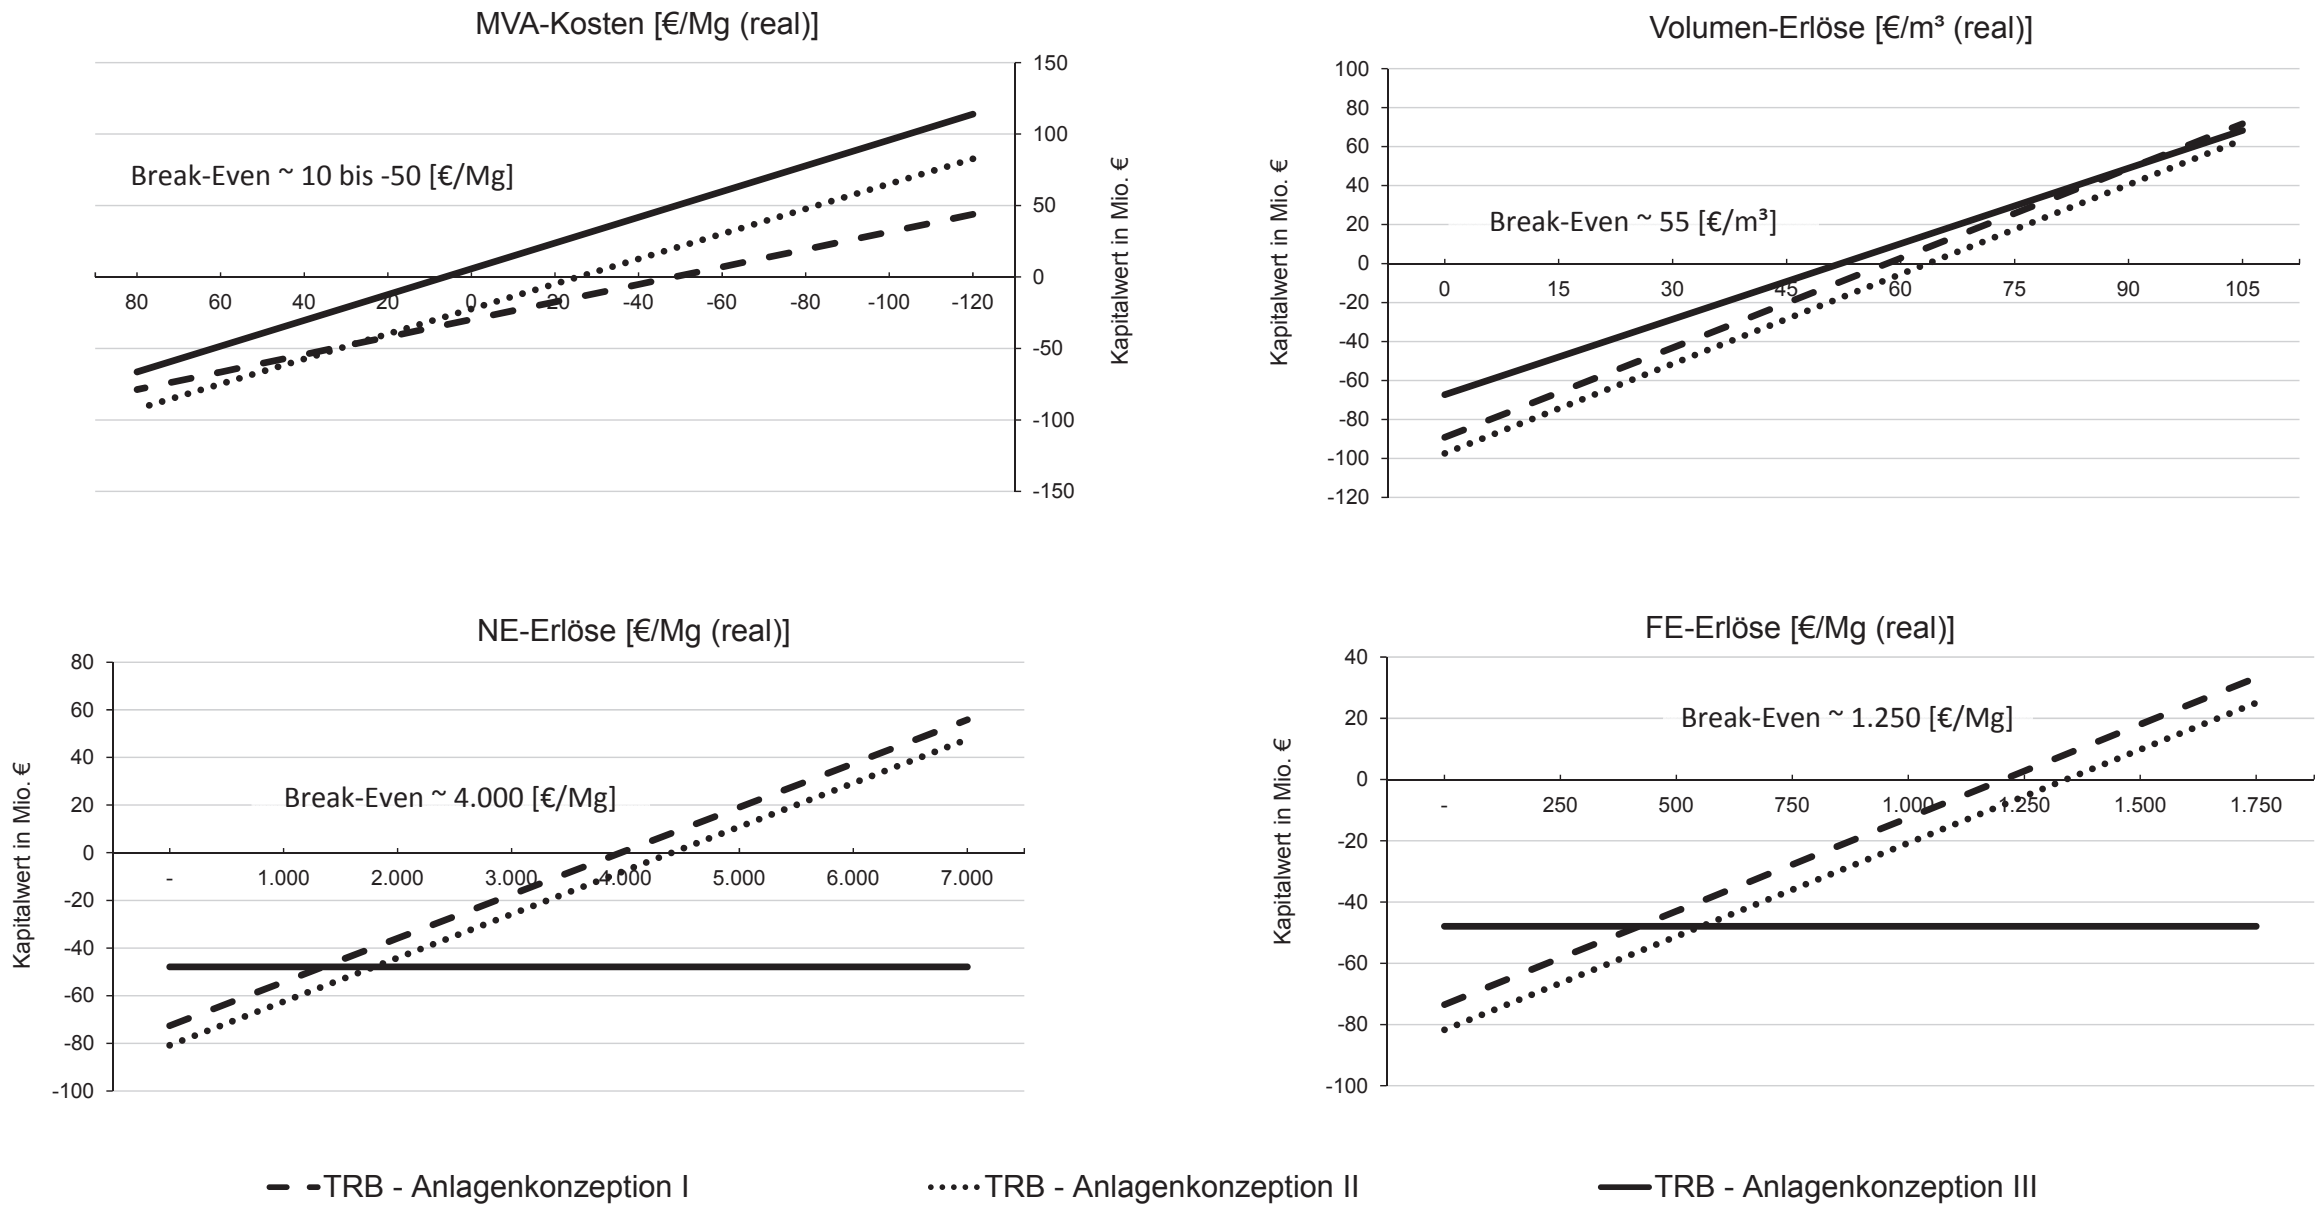 MVA-Kosten [€/Mg (real)]
150
100
50
0
-50
-100
-150
Kapitalwert in Mio. €
Break-Even ~ 10 bis -50 [€/Mg]
80 60 40 20 0 -20 -40 -60 -80 -100 -120
Volumen-Erlöse [€/m³ (real)]
Kapitalwert in Mio. €
100
80
60
40
20
0
-20
-40
-60
-80
-100
-120
Break-Even ~ 55 [€/m³]
0 15 30 45 60 75 90 105
NE-Erlöse [€/Mg (real)]
Kapitalwert in Mio. €
80
60
40
20
0
-20
-40
-60
-80
-100
Break-Even ~ 4.000 [€/Mg]
- 1.000 2.000 3.000 4.000 5.000 6.000 7.000
FE-Erlöse [€/Mg (real)]
Kapitalwert in Mio. €
40
20
0
-20
-40
-60
-80
-100
Break-Even ~ 1.250 [€/Mg]
- 250 500 750 1.000 1.250 1.500 1.750
TRB - Anlagenkonzeption I
TRB - Anlagenkonzeption II
TRB - Anlagenkonzeption III